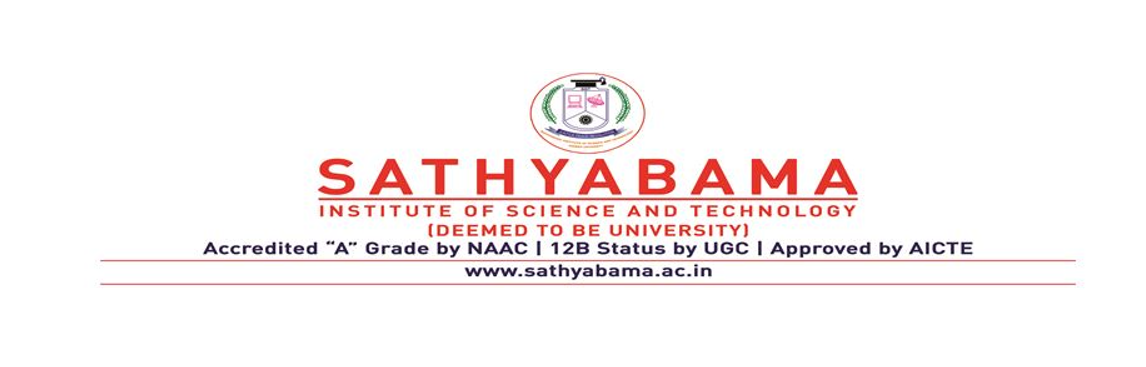 SATHYABAMA
INSTITUTE OF SCIENCE AND TECHNOLOGY
(DEEMED TO BE UNIVERSITY)
Accredited “A” Grade by NAAC | 12B Status by UGC | Approved by AICTE
www.sathyabama.ac.in